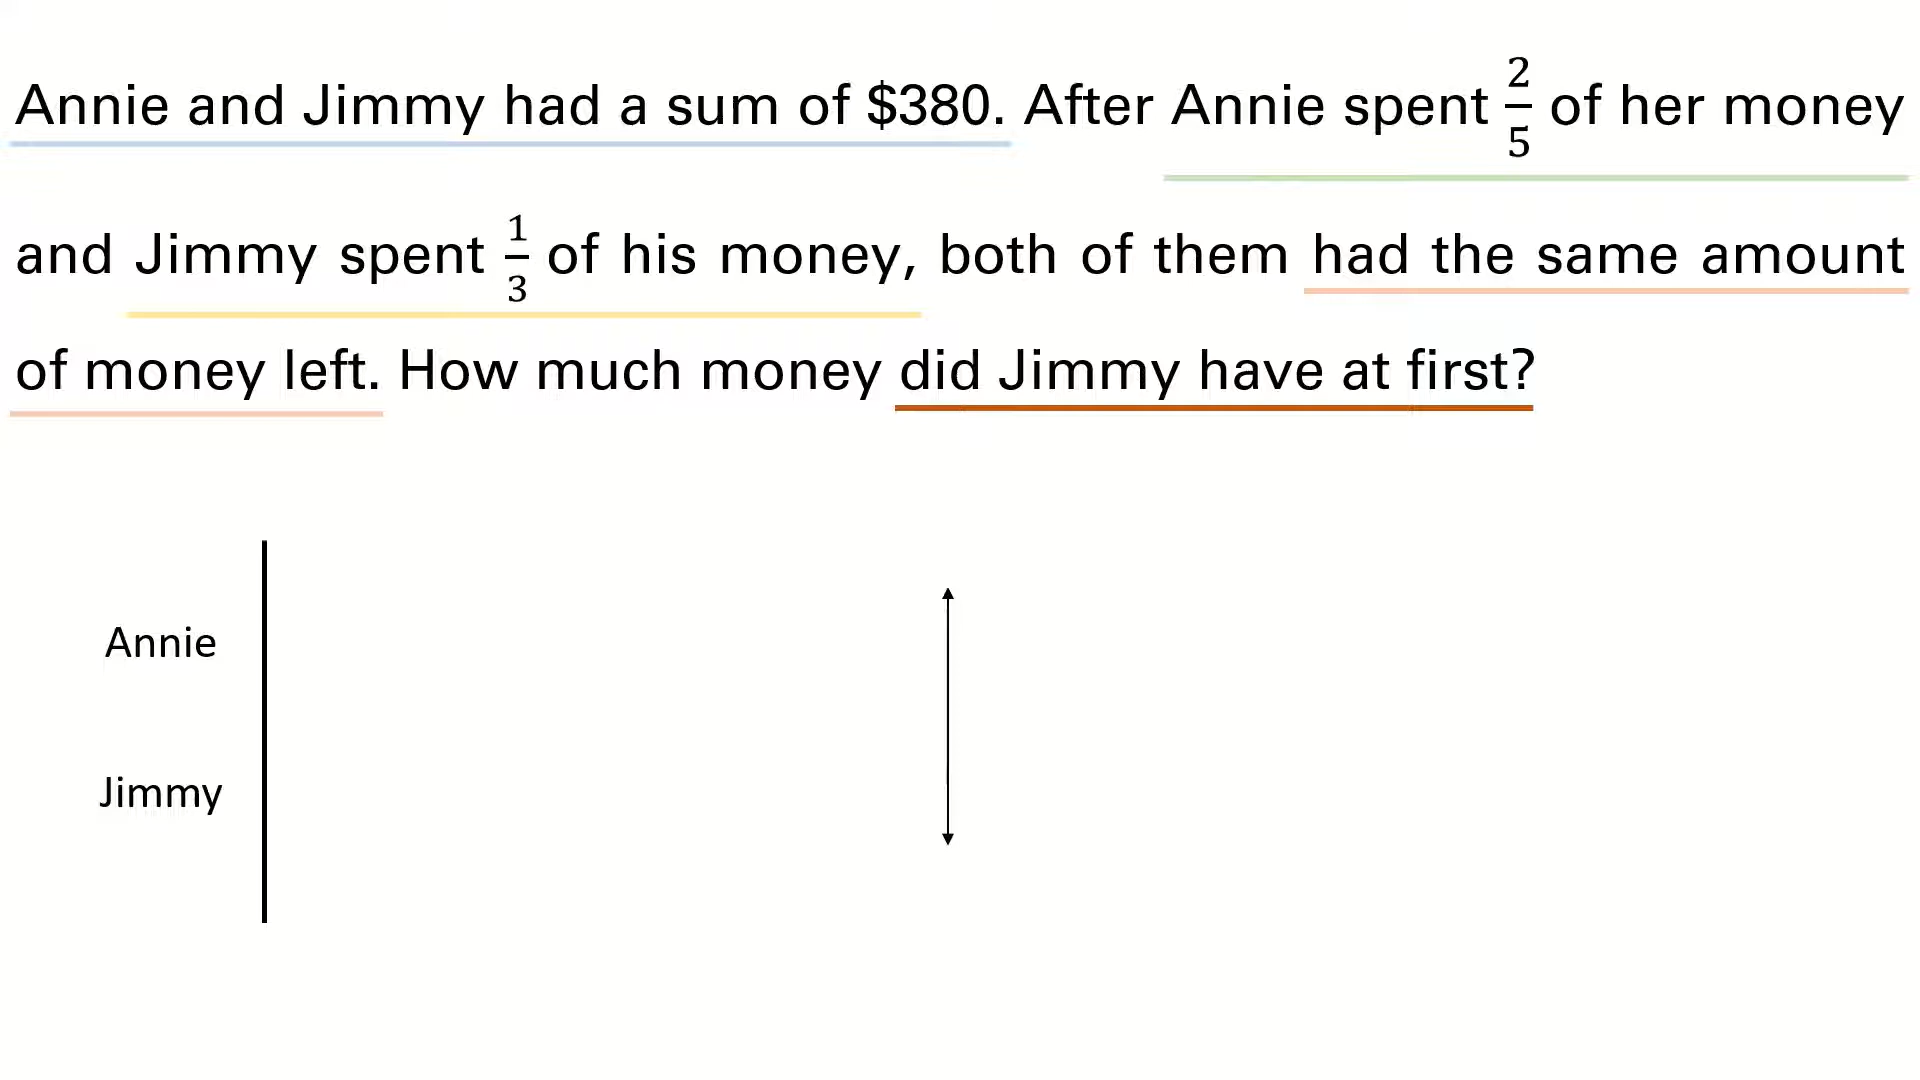 Annie and Jimmy had a sum of $380. After Annie spent 2/5 of her money
and Jimmy spent 1/3 of his money, both of them had the same amount
of money left. How much money did Jimmy have at first?
Annie
Jimmy